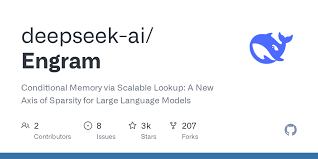 deepseek-ai/
Engram
Conditional Memory via Scalable Lookup: A New
Axis of Sparsity for Large Language Models
2 8 3k 207
Contributors Issues Stars Forks